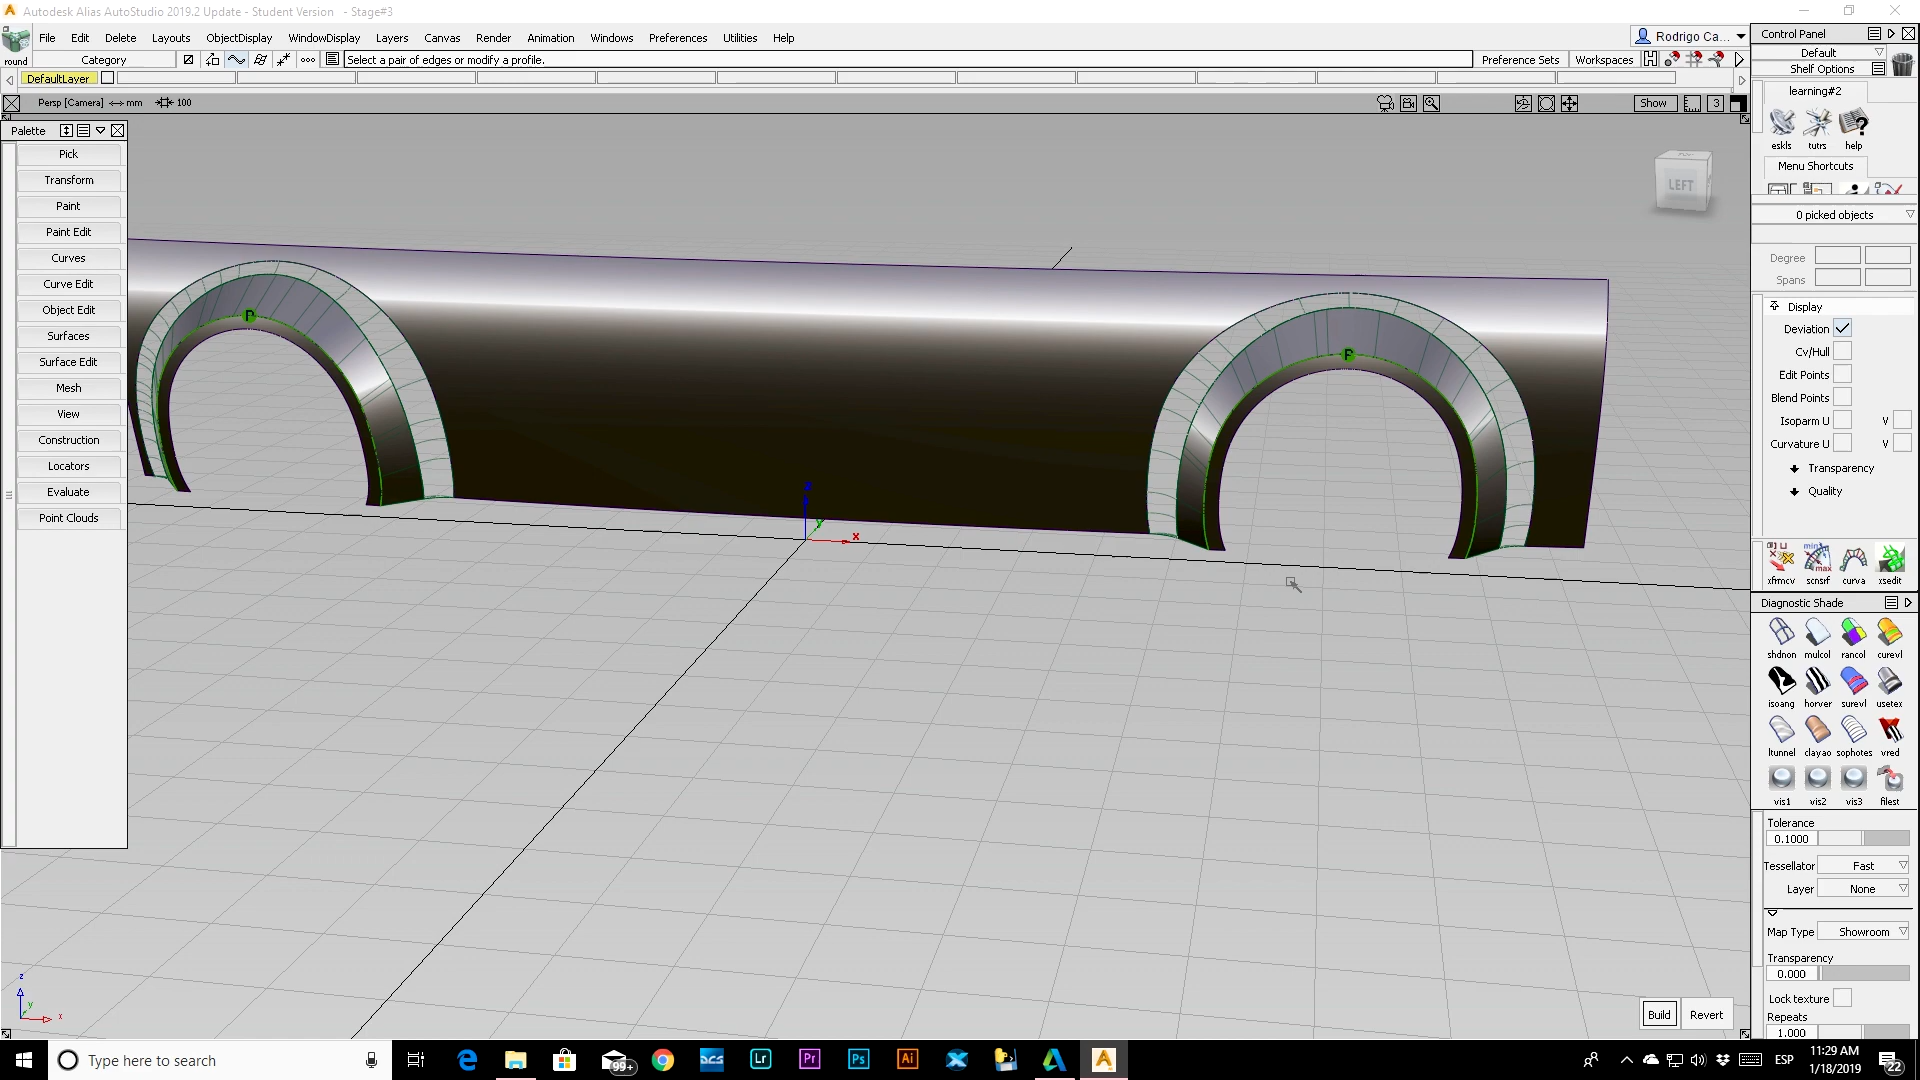 Autodesk Alias AutoStudio 2019.2 Update - Student Version - Stage#3
File Edit Delete Layouts ObjectDisplay WindowDisplay Layers Canvas Render Animation Windows Preferences Utilities Help
Rodrigo Ca...
round Category
Select a pair of edges or modify a profile.
Preference Sets Workspaces
DefaultLayer
Persp [Camera] mm 100
Show 3
Palette
Pick
Transform
Paint
Paint Edit
Curves
Curve Edit
Object Edit
Surfaces
Surface Edit
Mesh
View
Construction
Locators
Evaluate
Point Clouds
LEFT
P
P
z
y
x
z
y
x
Build Revert
Control Panel
Default
Shelf Options
learning#2
eskls tutrs help
Menu Shortcuts
0 picked objects
Degree
Spans
Display
Deviation
Cv/Hull
Edit Points
Blend Points
Isoparm U V
Curvature U V
Transparency
Quality
xfrmcv scnsrf curva xsedit
Diagnostic Shade
shdnon mulcol rancol curevl
isoang horver surevl usetex
ltunnel clayao sophotes vred
vis1 vis2 vis3 filest
Tolerance
0.1000
Tessellator Fast
Layer None
Map Type Showroom
Transparency
0.000
Lock texture
Repeats
1.000
Type here to search
99+
DCS
Lr
Pr
Ps
Ai
ESP
11:29 AM
1/18/2019
22